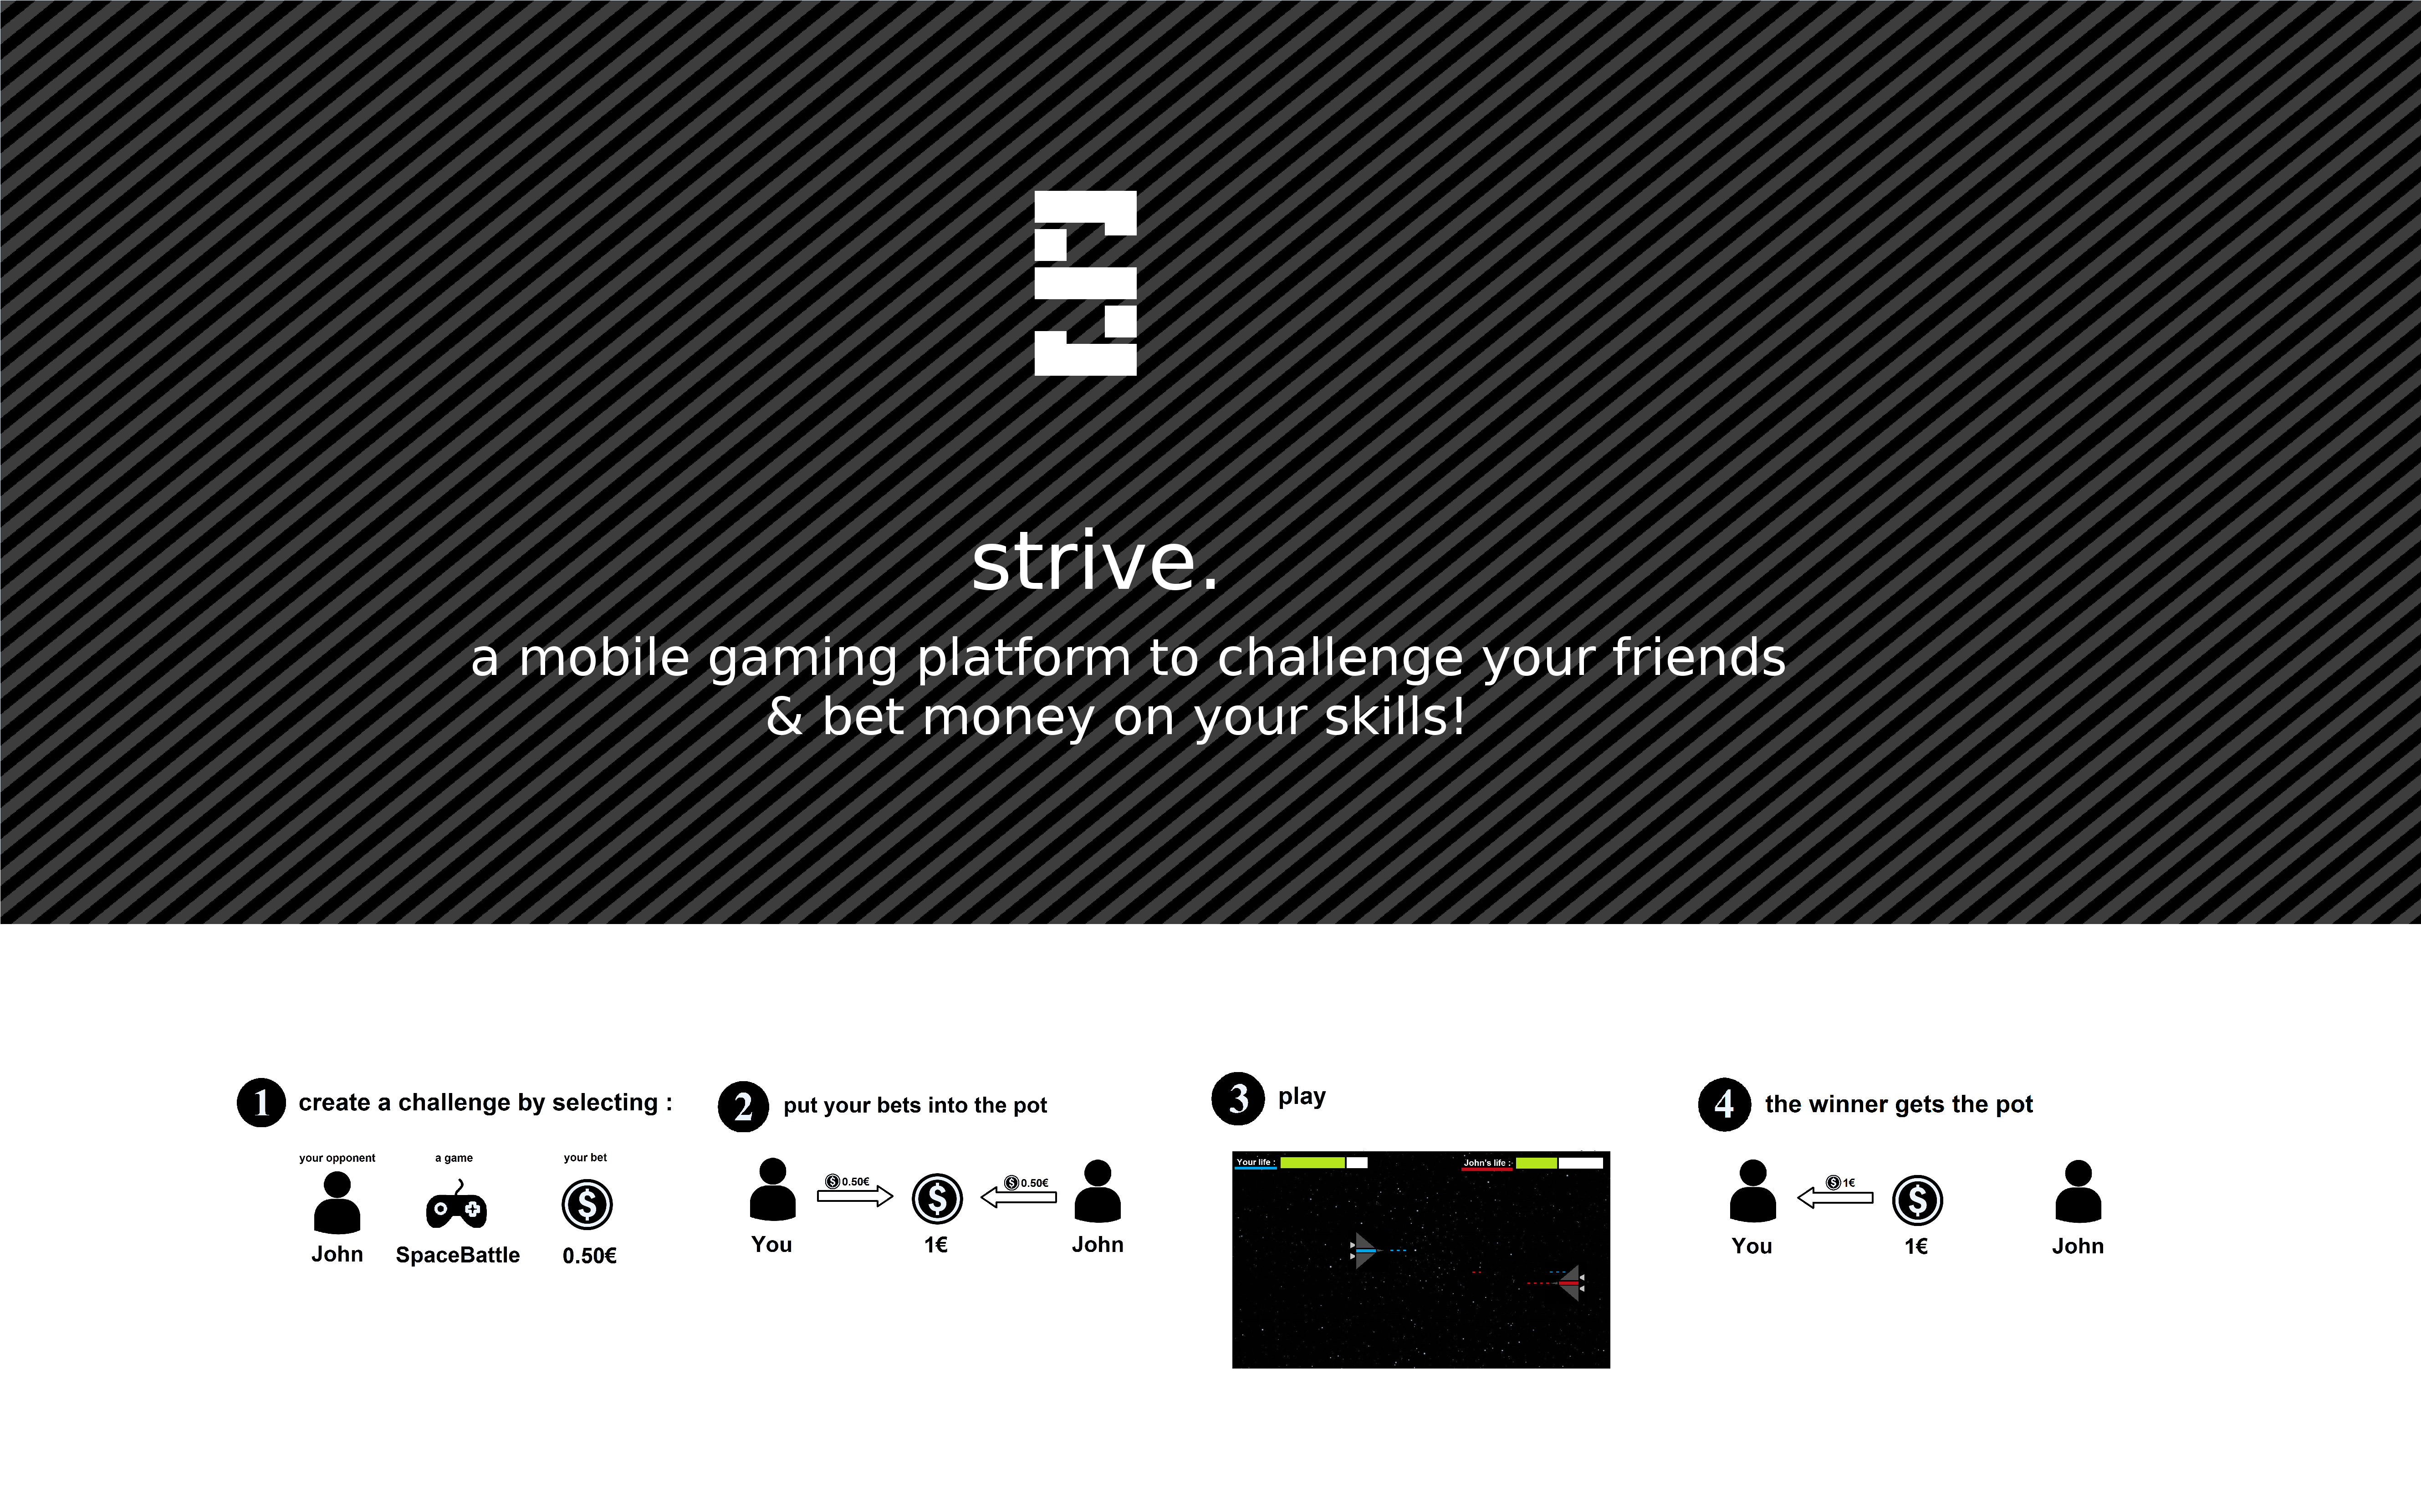 S
strive.
a mobile gaming platform to challenge your friends
& bet money on your skills!
1 create a challenge by selecting :
your opponent a game your bet
$
John SpaceBattle 0.50€
2 put your bets into the pot
$ 0.50€ $ $ 0.50€
You 1€ John
3 play
Your life : John's life :
4 the winner gets the pot
$ 1€ $
You 1€ John